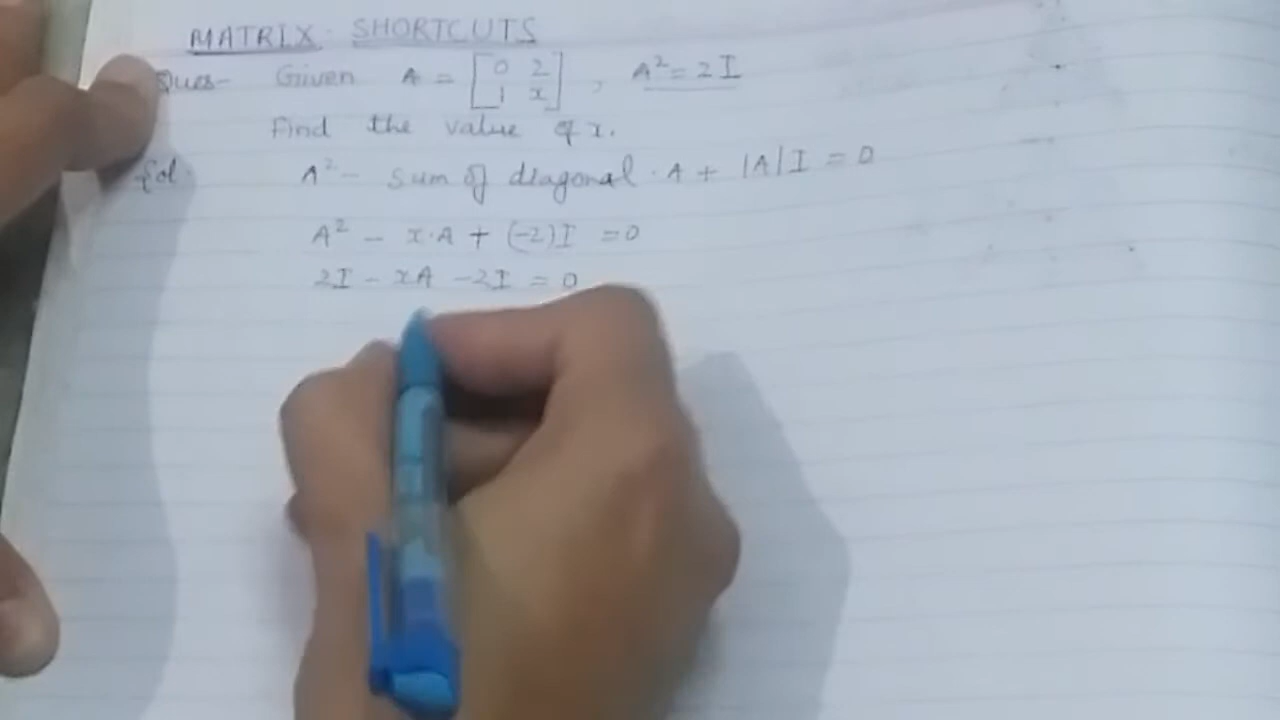 MATRIX SHORTCUTS
Ques- Given A = [0 2 1 x], A² = 2I
Find the value of x.
Sol. A² - sum of diagonal . A + |A| I = 0
A² - x.A + (-2)I = 0
2I - xA - 2I = 0